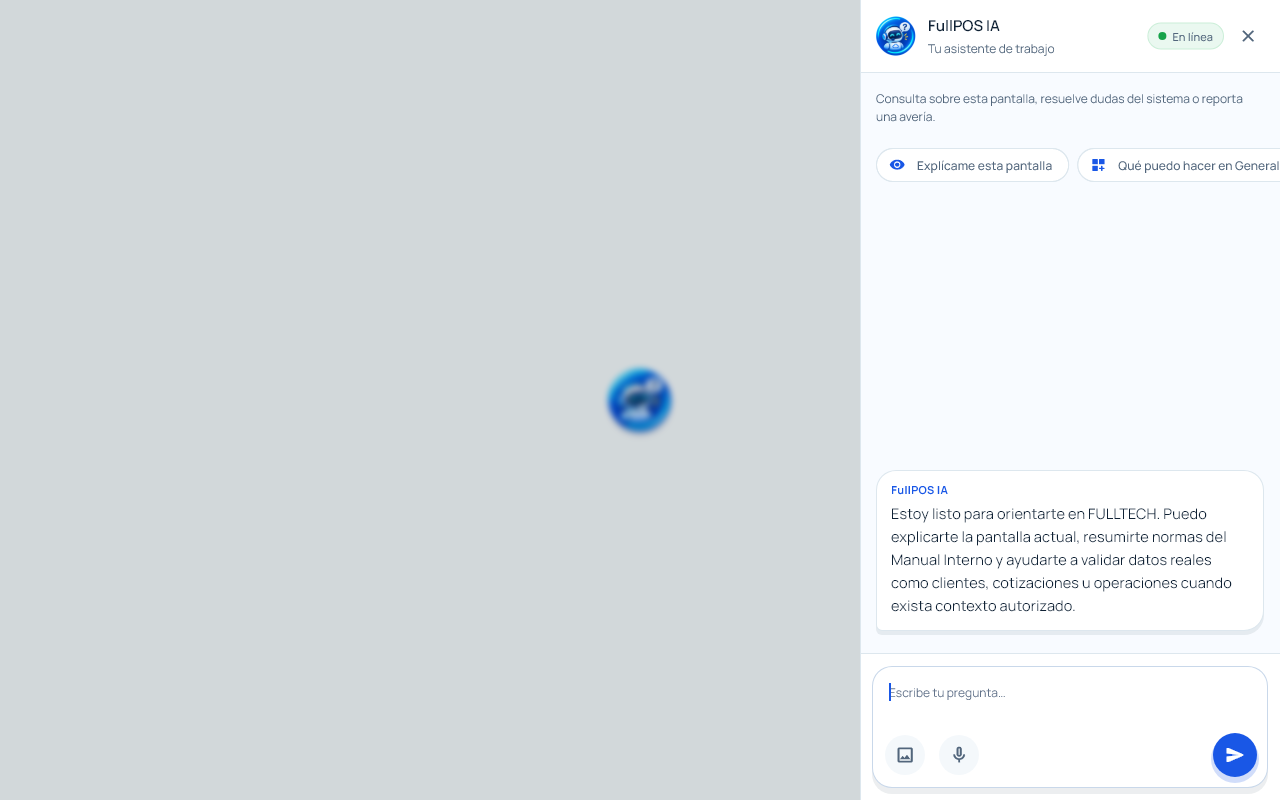 FullPOS IA
Tu asistente de trabajo
En línea
Consulta sobre esta pantalla, resuelve dudas del sistema o reporta
una avería.
Explícame esta pantalla
Qué puedo hacer en General
FullPOS IA
Estoy listo para orientarte en FULLTECH. Puedo
explicarte la pantalla actual, resumirte normas del
Manual Interno y ayudarte a validar datos reales
como clientes, cotizaciones u operaciones cuando
exista contexto autorizado.
Escribe tu pregunta...